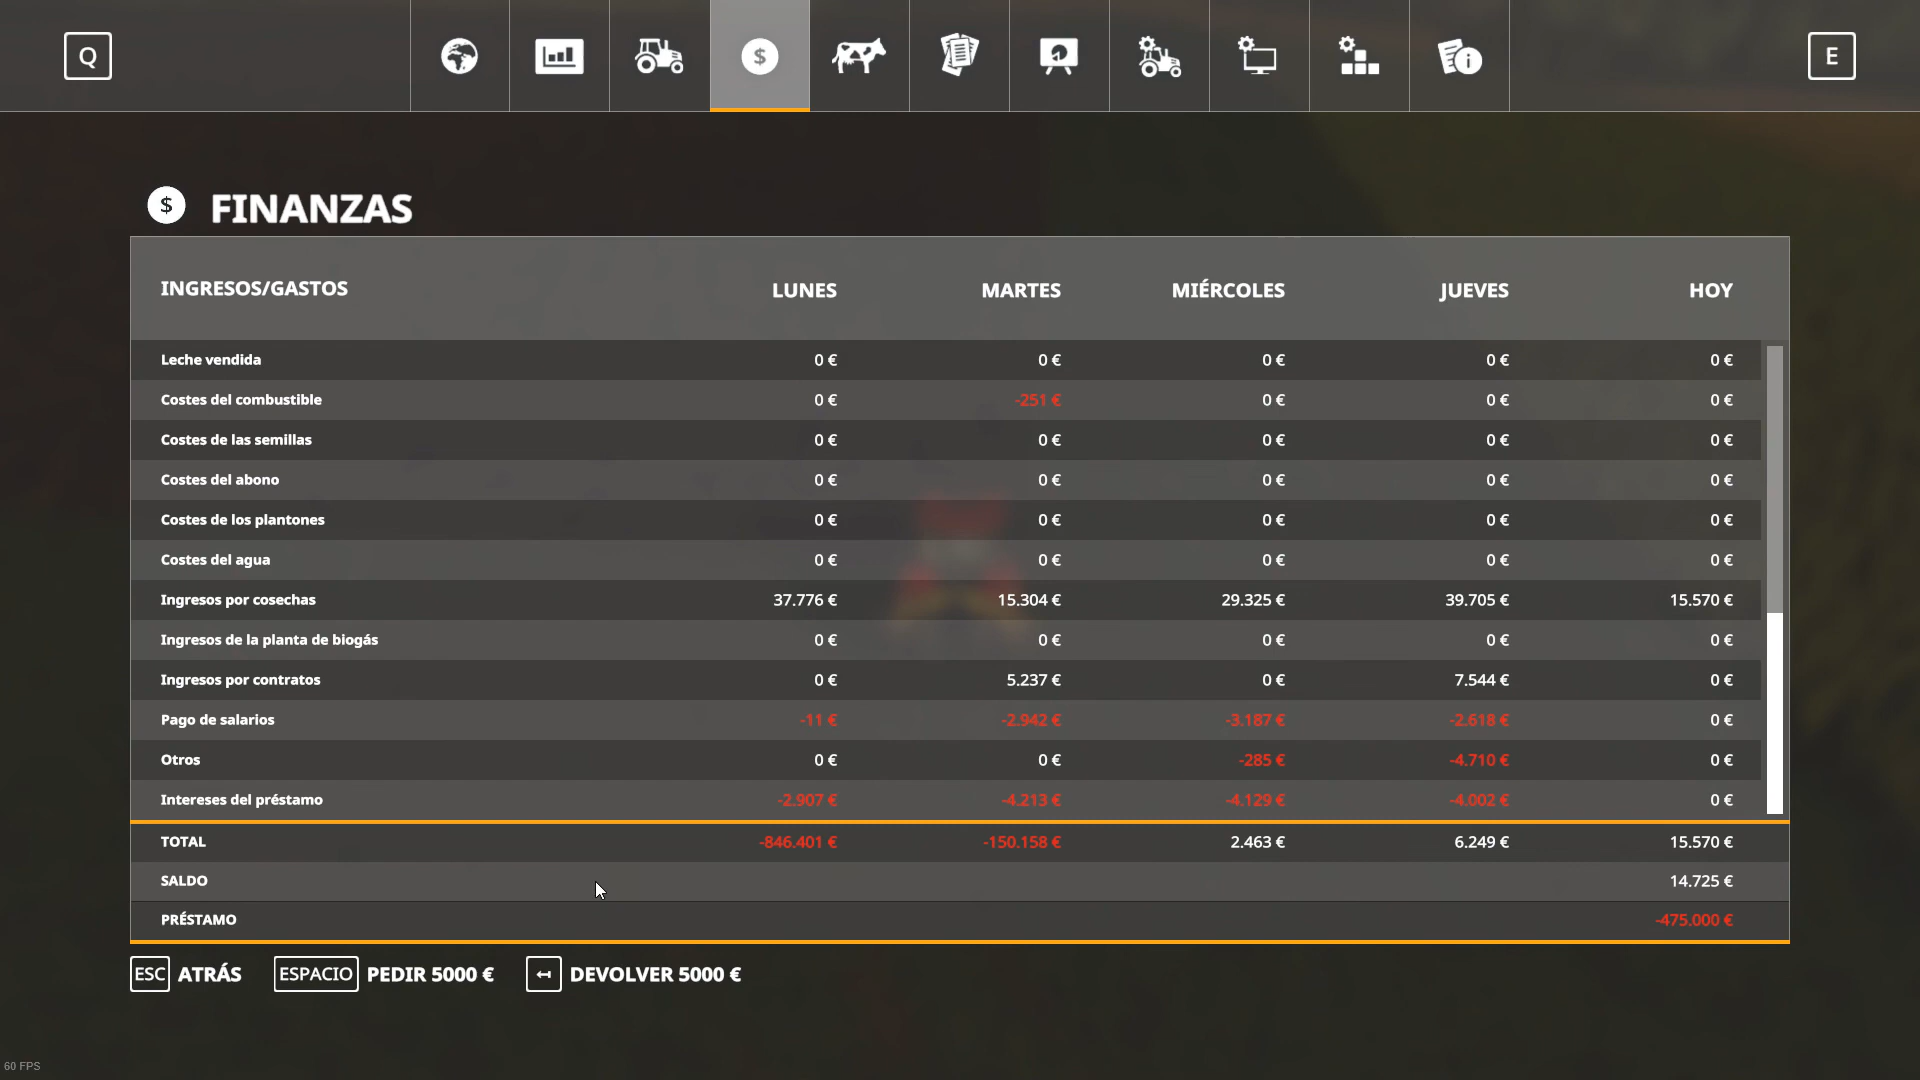 Q
$
E
$ FINANZAS
INGRESOS/GASTOS LUNES MARTES MIÉRCOLES JUEVES HOY
Leche vendida 0 € 0 € 0 € 0 € 0 €
Costes del combustible 0 € -251 € 0 € 0 € 0 €
Costes de las semillas 0 € 0 € 0 € 0 € 0 €
Costes del abono 0 € 0 € 0 € 0 € 0 €
Costes de los plantones 0 € 0 € 0 € 0 € 0 €
Costes del agua 0 € 0 € 0 € 0 € 0 €
Ingresos por cosechas 37.776 € 15.304 € 29.325 € 39.705 € 15.570 €
Ingresos de la planta de biogás 0 € 0 € 0 € 0 € 0 €
Ingresos por contratos 0 € 5.237 € 0 € 7.544 € 0 €
Pago de salarios -11 € -2.942 € -3.187 € -2.618 € 0 €
Otros 0 € 0 € -285 € -4.710 € 0 €
Intereses del préstamo -2.907 € -4.213 € -4.129 € -4.002 € 0 €
TOTAL -846.401 € -150.158 € 2.463 € 6.249 € 15.570 €
SALDO 14.725 €
PRÉSTAMO -475.000 €
ESC ATRÁS ESPACIO PEDIR 5000 € DEVOLVER 5000 €
60 FPS